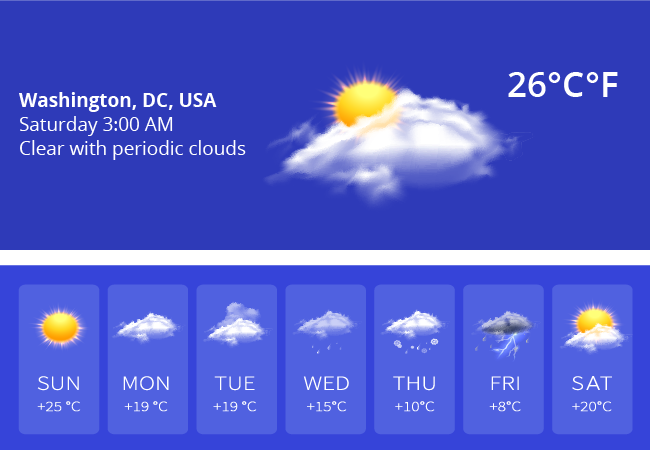 Washington, DC, USA
Saturday 3:00 AM
Clear with periodic clouds
26°C°F
SUN
+25 °C
MON
+19 °C
TUE
+19 °C
WED
+15°C
THU
+10°C
FRI
+8°C
SAT
+20°C